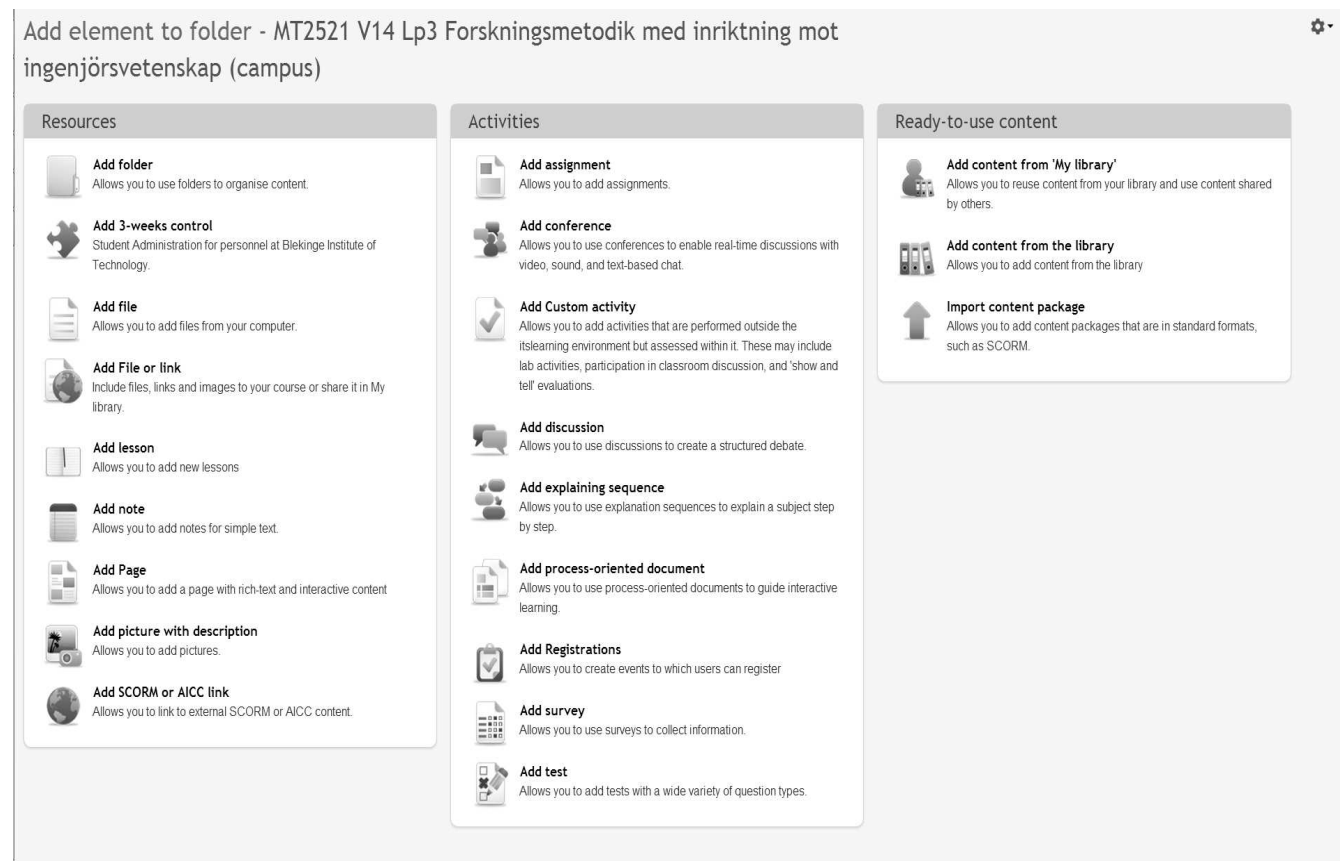 Add element to folder - MT2521 V14 Lp3 Forskningsmetodik med inriktning mot
ingenjörsvetenskap (campus)
Resources
Add folder
Allows you to use folders to organise content.
Add 3-weeks control
Student Administration for personnel at Blekinge Institute of
Technology.
Add file
Allows you to add files from your computer.
Add File or link
Include files, links and images to your course or share it in My
library.
Add lesson
Allows you to add new lessons
Add note
Allows you to add notes for simple text.
Add Page
Allows you to add a page with rich-text and interactive content
Add picture with description
Allows you to add pictures.
Add SCORM or AICC link
Allows you to link to external SCORM or AICC content.
Activities
Add assignment
Allows you to add assignments.
Add conference
Allows you to use conferences to enable real-time discussions with
video, sound, and text-based chat.
Add Custom activity
Allows you to add activities that are performed outside the
itslearning environment but assessed within it. These may include
lab activities, participation in classroom discussion, and 'show and
tell' evaluations.
Add discussion
Allows you to use discussions to create a structured debate.
Add explaining sequence
Allows you to use explanation sequences to explain a subject step
by step.
Add process-oriented document
Allows you to use process-oriented documents to guide interactive
learning.
Add Registrations
Allows you to create events to which users can register
Add survey
Allows you to use surveys to collect information.
Add test
Allows you to add tests with a wide variety of question types.
Ready-to-use content
Add content from 'My library'
Allows you to reuse content from your library and use content shared
by others.
Add content from the library
Allows you to add content from the library
Import content package
Allows you to add content packages that are in standard formats,
such as SCORM.